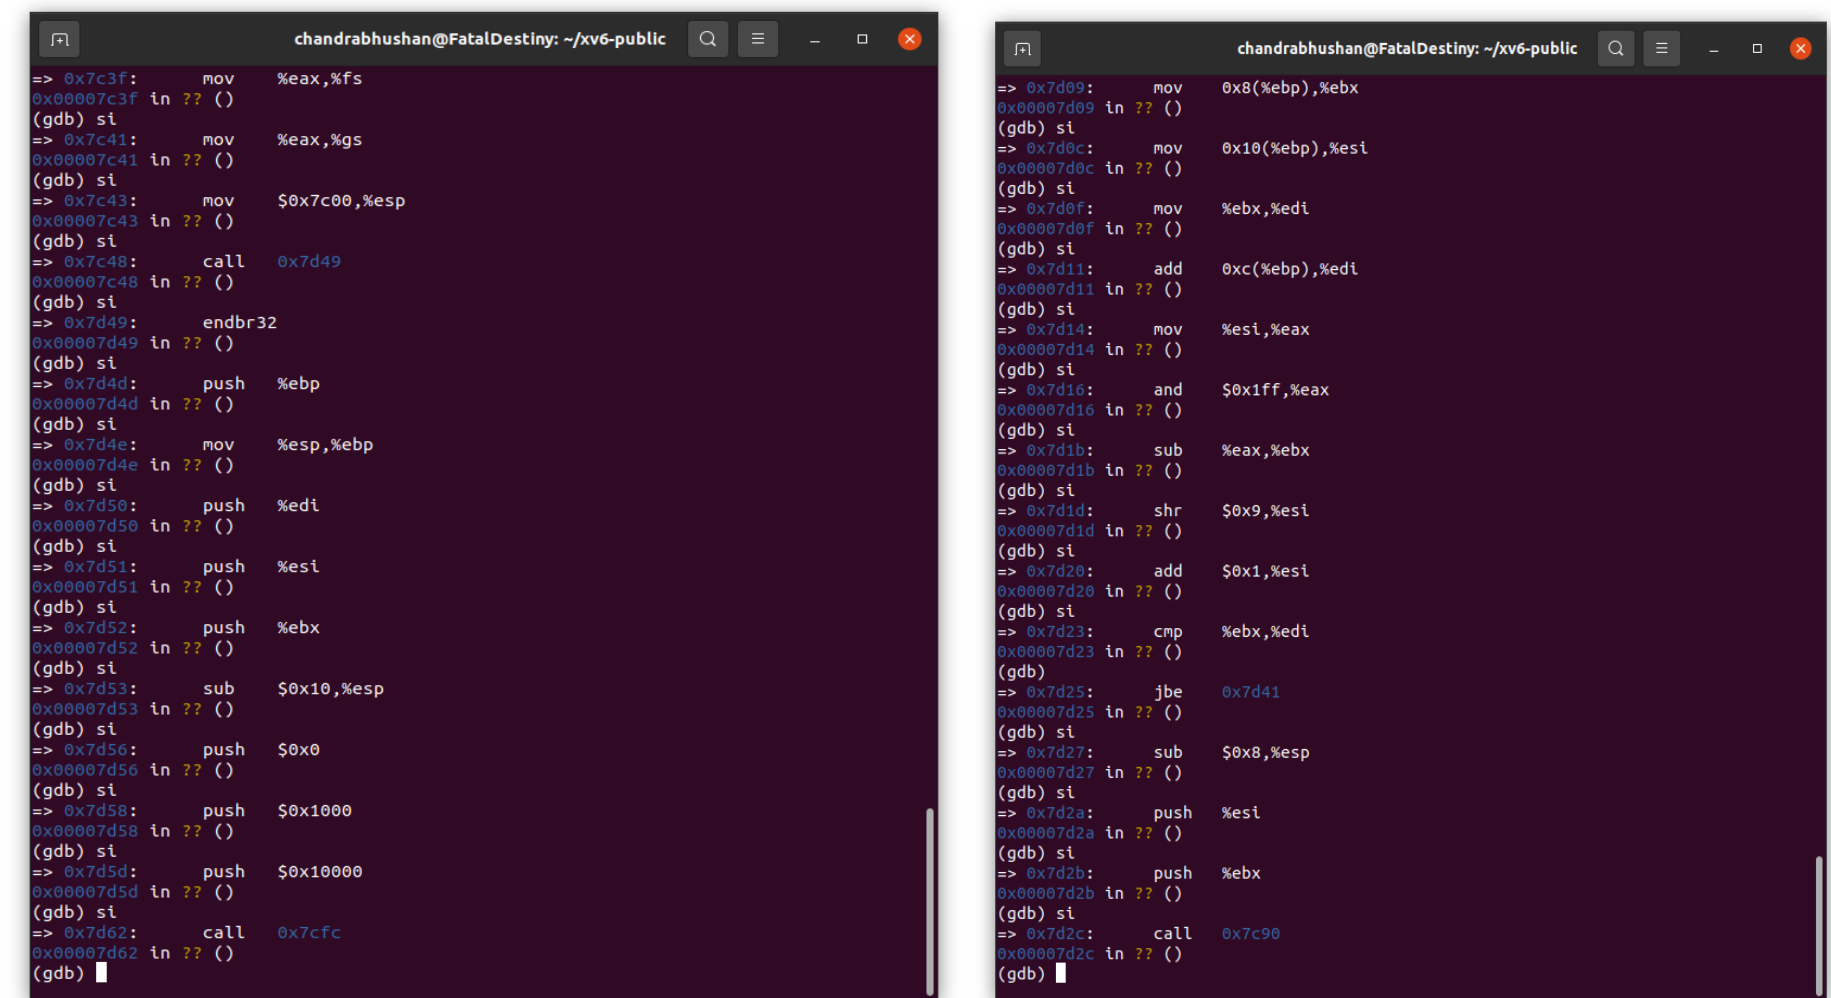 chandrabhushan@FatalDestiny: ~/xv6-public
=> 0x7c3f: mov %eax,%fs
0x00007c3f in ?? ()
(gdb) si
=> 0x7c41: mov %eax,%gs
0x00007c41 in ?? ()
(gdb) si
=> 0x7c43: mov $0x7c00,%esp
0x00007c43 in ?? ()
(gdb) si
=> 0x7c48: call 0x7d49
0x00007c48 in ?? ()
(gdb) si
=> 0x7d49: endbr32
0x00007d49 in ?? ()
(gdb) si
=> 0x7d4d: push %ebp
0x00007d4d in ?? ()
(gdb) si
=> 0x7d4e: mov %esp,%ebp
0x00007d4e in ?? ()
(gdb) si
=> 0x7d50: push %edi
0x00007d50 in ?? ()
(gdb) si
=> 0x7d51: push %esi
0x00007d51 in ?? ()
(gdb) si
=> 0x7d52: push %ebx
0x00007d52 in ?? ()
(gdb) si
=> 0x7d53: sub $0x10,%esp
0x00007d53 in ?? ()
(gdb) si
=> 0x7d56: push $0x0
0x00007d56 in ?? ()
(gdb) si
=> 0x7d58: push $0x1000
0x00007d58 in ?? ()
(gdb) si
=> 0x7d5d: push $0x10000
0x00007d5d in ?? ()
(gdb) si
=> 0x7d62: call 0x7cfc
0x00007d62 in ?? ()
(gdb)
chandrabhushan@FatalDestiny: ~/xv6-public
=> 0x7d09: mov 0x8(%ebp),%ebx
0x00007d09 in ?? ()
(gdb) si
=> 0x7d0c: mov 0x10(%ebp),%esi
0x00007d0c in ?? ()
(gdb) si
=> 0x7d0f: mov %ebx,%edi
0x00007d0f in ?? ()
(gdb) si
=> 0x7d11: add 0xc(%ebp),%edi
0x00007d11 in ?? ()
(gdb) si
=> 0x7d14: mov %esi,%eax
0x00007d14 in ?? ()
(gdb) si
=> 0x7d16: and $0x1ff,%eax
0x00007d16 in ?? ()
(gdb) si
=> 0x7d1b: sub %eax,%ebx
0x00007d1b in ?? ()
(gdb) si
=> 0x7d1d: shr $0x9,%esi
0x00007d1d in ?? ()
(gdb) si
=> 0x7d20: add $0x1,%esi
0x00007d20 in ?? ()
(gdb) si
=> 0x7d23: cmp %ebx,%edi
0x00007d23 in ?? ()
(gdb)
=> 0x7d25: jbe 0x7d41
0x00007d25 in ?? ()
(gdb) si
=> 0x7d27: sub $0x8,%esp
0x00007d27 in ?? ()
(gdb) si
=> 0x7d2a: push %esi
0x00007d2a in ?? ()
(gdb) si
=> 0x7d2b: push %ebx
0x00007d2b in ?? ()
(gdb) si
=> 0x7d2c: call 0x7c90
0x00007d2c in ?? ()
(gdb)